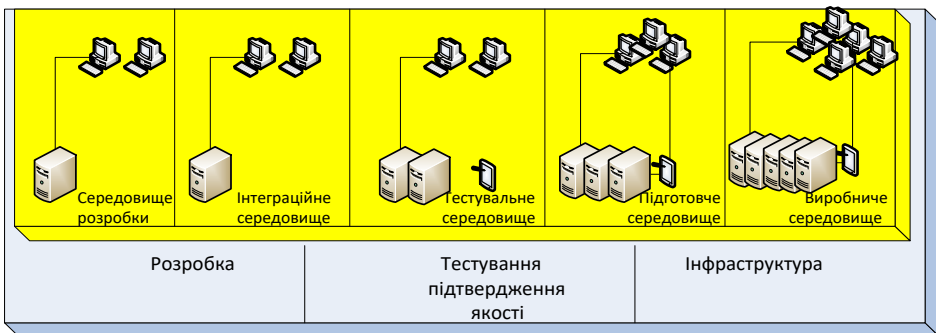 Середовище
розробки
Інтеграційне
середовище
Тестувальне
середовище
Підготовче
середовище
Виробниче
середовище
Розробка
Тестування
підтвердження
якості
Інфраструктура